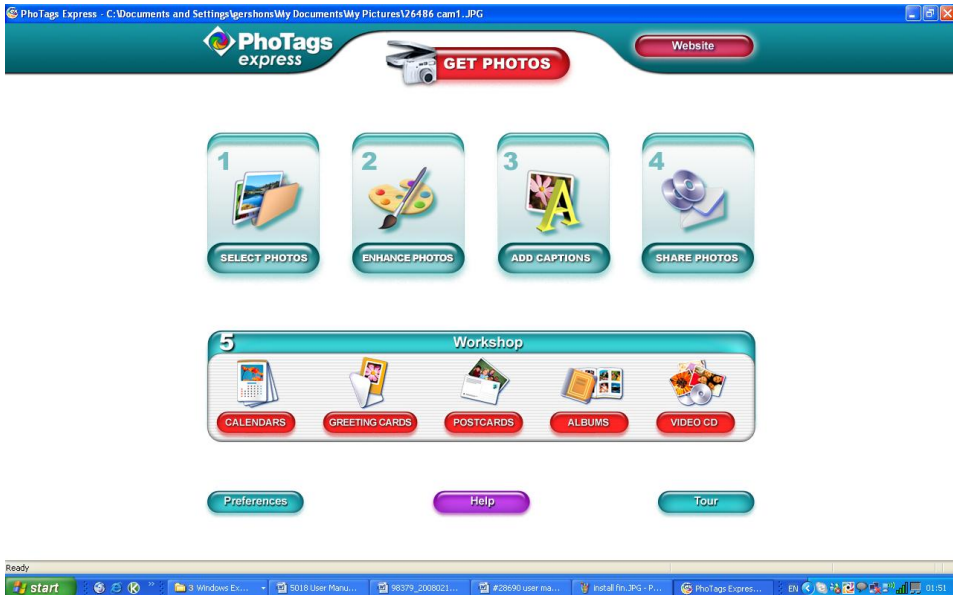 PhoTags Express - C:\Documents and Settings\gershons\My Documents\My Pictures\26486 cam1.JPG
PhoTags
express
GET PHOTOS
Website
1
2
3
4
SELECT PHOTOS
ENHANCE PHOTOS
ADD CAPTIONS
SHARE PHOTOS
5
Workshop
CALENDARS
GREETING CARDS
POSTCARDS
ALBUMS
VIDEO CD
Preferences
Help
Tour
Ready
start
3 Windows Ex...
5018 User Manu...
98379_2008021...
#28690 user ma...
install fin.JPG - P...
PhoTags Expres...
EN
01:51